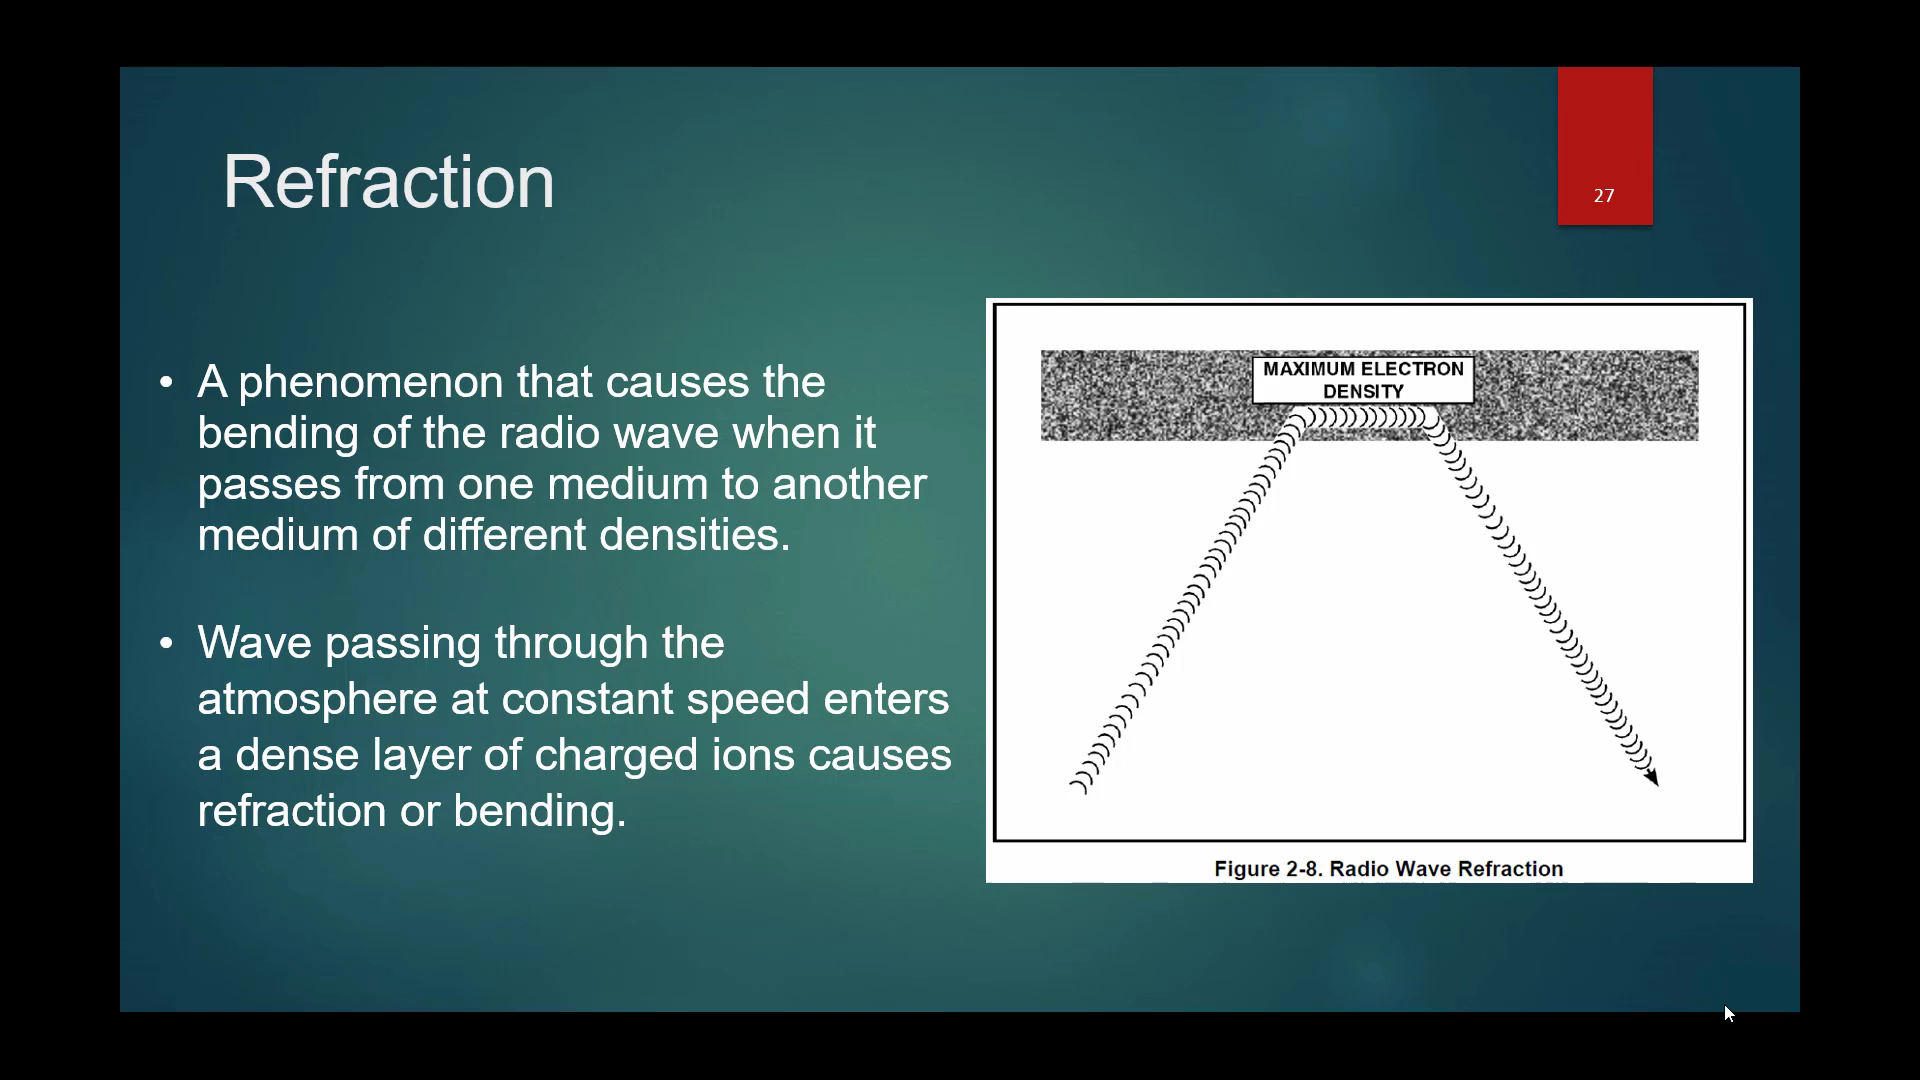 Refraction
27
• A phenomenon that causes the
bending of the radio wave when it
passes from one medium to another
medium of different densities.
• Wave passing through the
atmosphere at constant speed enters
a dense layer of charged ions causes
refraction or bending.
MAXIMUM ELECTRON
DENSITY
Figure 2-8. Radio Wave Refraction